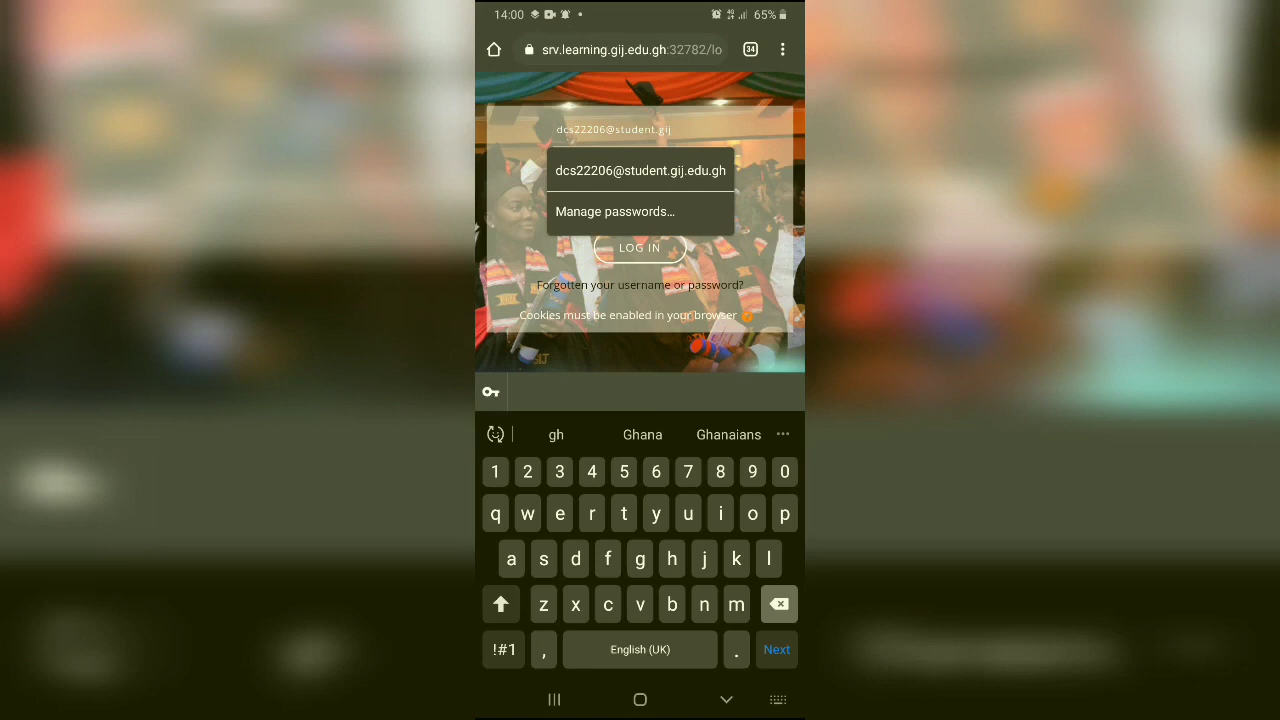 14:00
4G
65%
srv.learning.gij.edu.gh:32782/lo
34
dcs22206@student.gij
dcs22206@student.gij.edu.gh
Manage passwords...
LOG IN
Forgotten your username or password?
Cookies must be enabled in your browser
GIJ
gh Ghana Ghanaians
1 2 3 4 5 6 7 8 9 0
q w e r t y u i o p
a s d f g h j k l
z x c v b n m
!#1 , English (UK) . Next